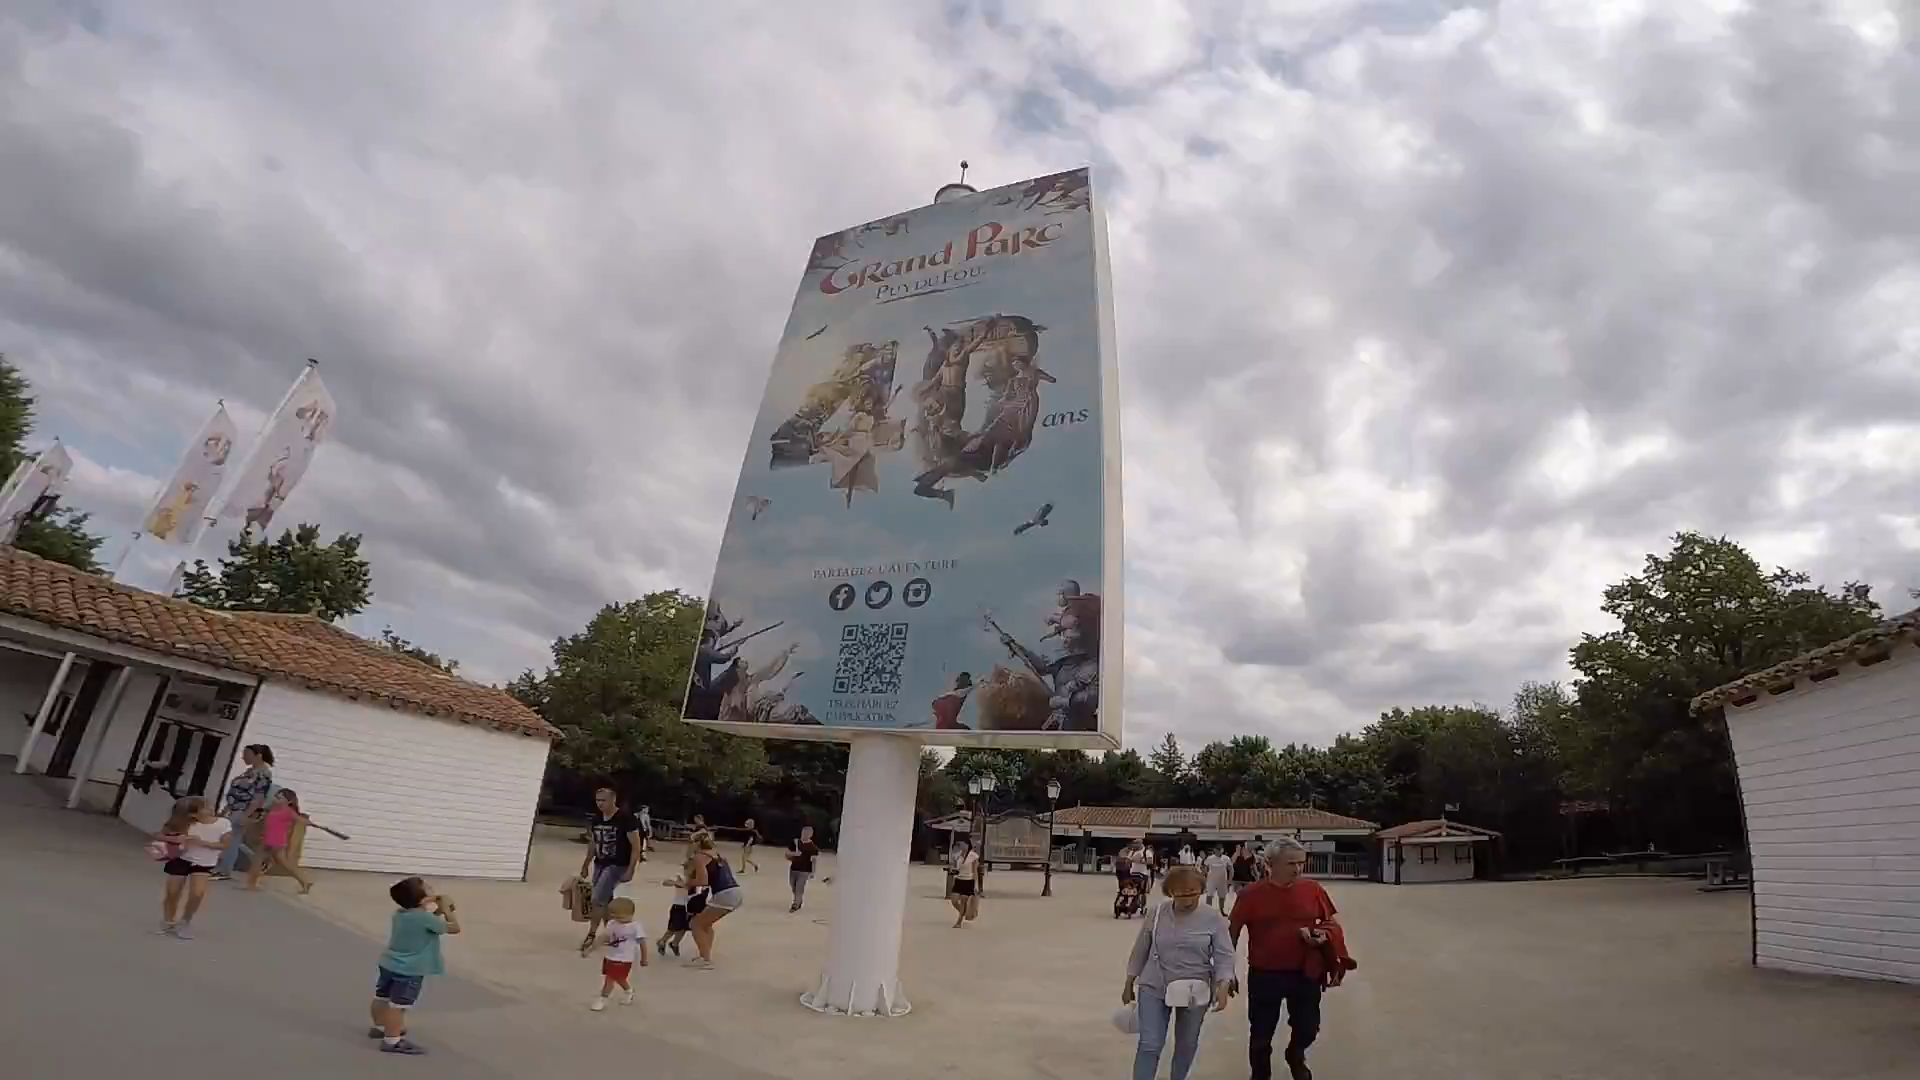 Grand Parc
PUY DU FOU
40 ans
PARTAGEZ L'AVENTURE
TÉLÉCHARGEZ
L'APPLICATION